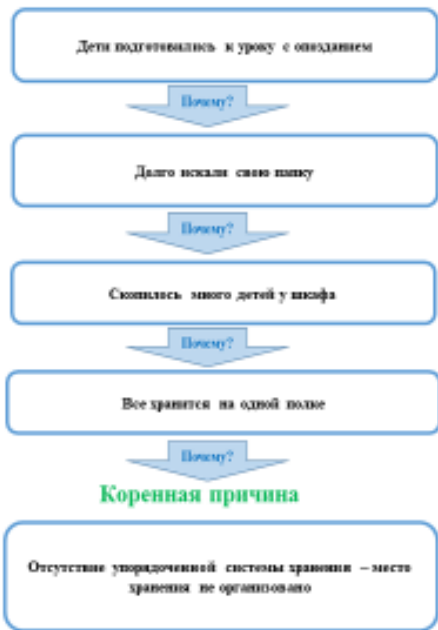 Дети подготовились к уроку с опозданием
Почему?
Долго искали свою папку
Почему?
Скопилось много детей у шкафа
Почему?
Все хранится на одной полке
Почему?
Коренная причина
Отсутствие упорядоченной системы хранения – место
хранения не организовано